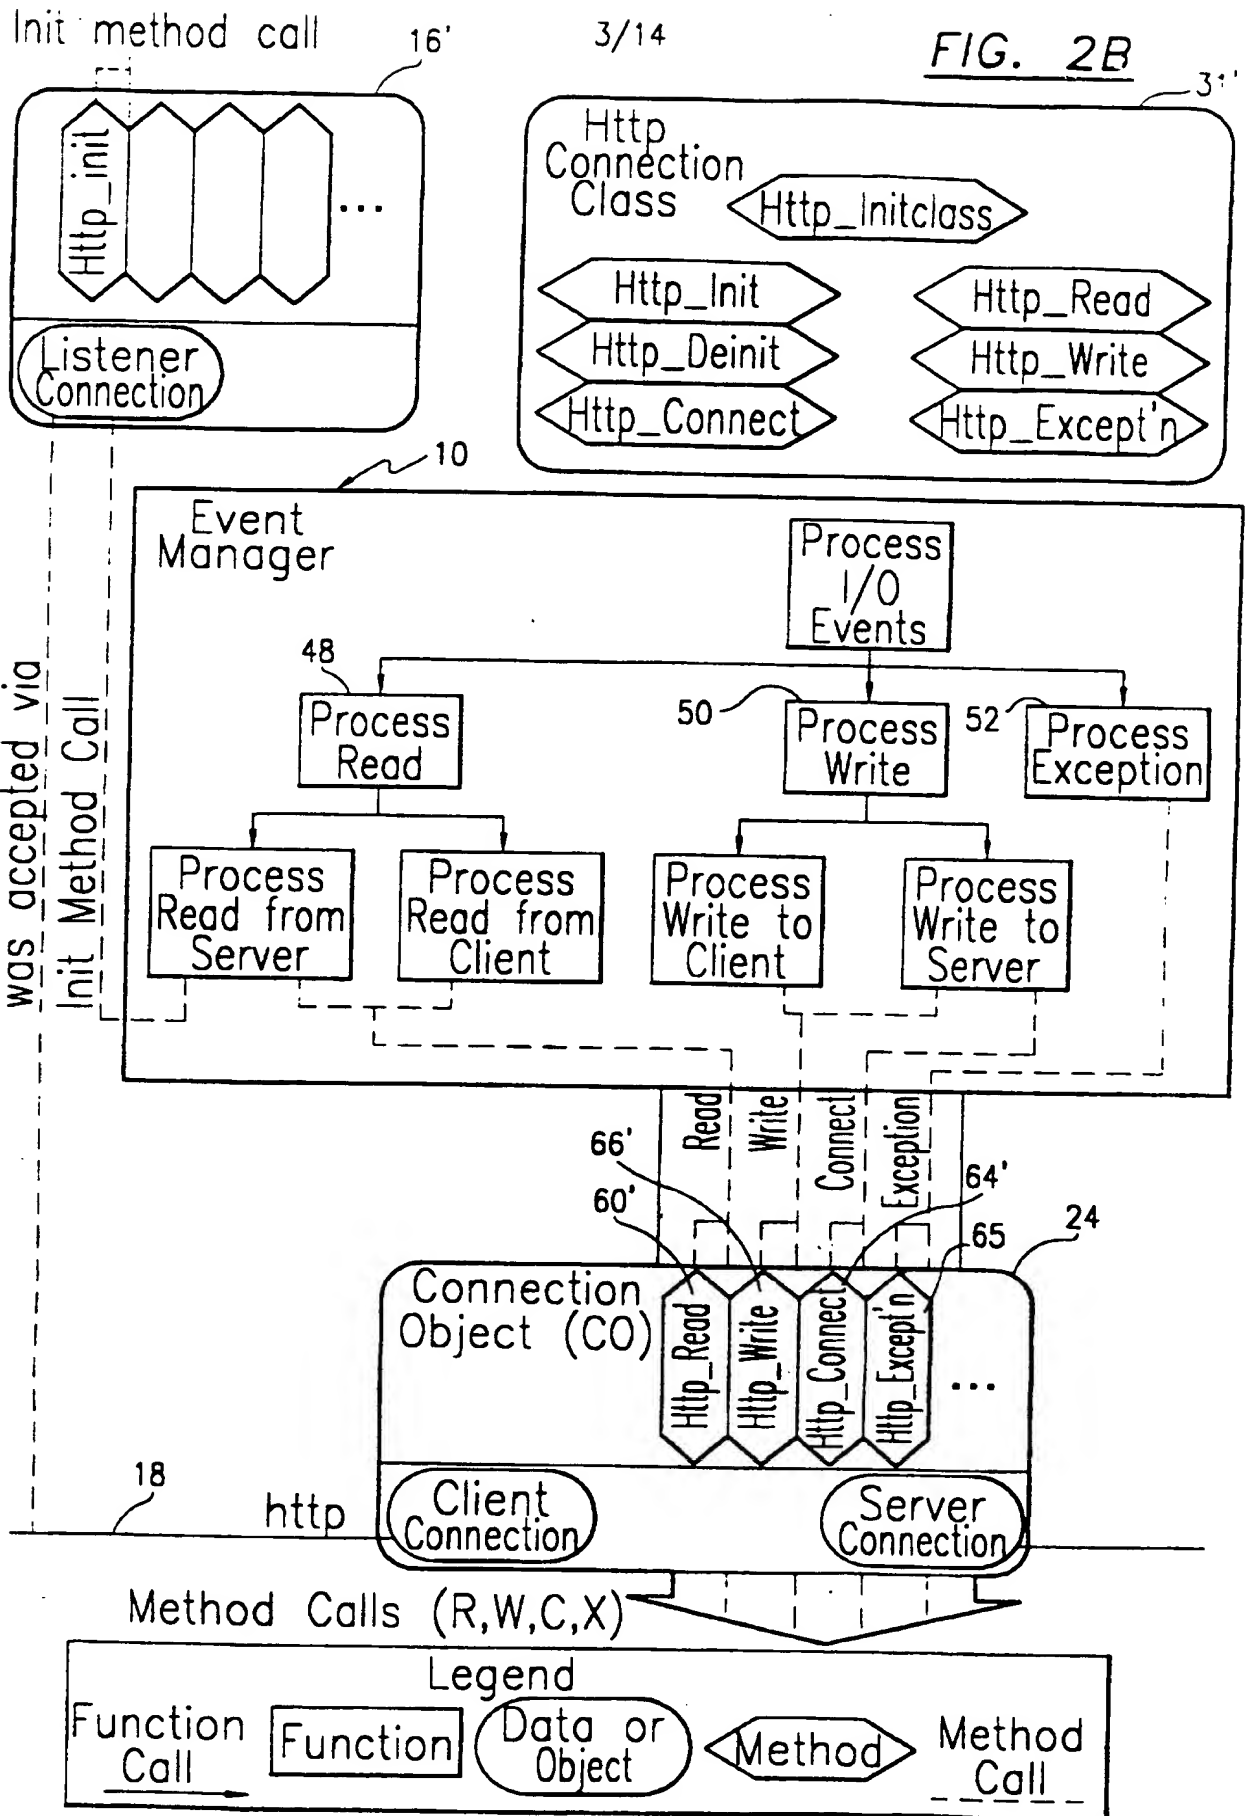 Init method call
16'
3/14
FIG. 2B
31'
Http_init
...
Listener
Connection
Http
Connection
Class
Http_Initclass
Http_Init
Http_Deinit
Http_Connect
Http_Read
Http_Write
Http_Except'n
10
Event
Manager
Process
I/O
Events
48
Process
Read
50
Process
Write
52
Process
Exception
Process
Read from
Server
Process
Read from
Client
Process
Write to
Client
Process
Write to
Server
was accepted via
Init Method Call
Read
Write
Connect
Exception
66'
60'
64'
65
24
Connection
Object (CO)
Http_Read
Http_Write
Http_Connect
Http_Except'n
...
18
http
Client
Connection
Server
Connection
Method Calls (R,W,C,X)
Legend
Function
Call
Function
Data or
Object
Method
Method
Call